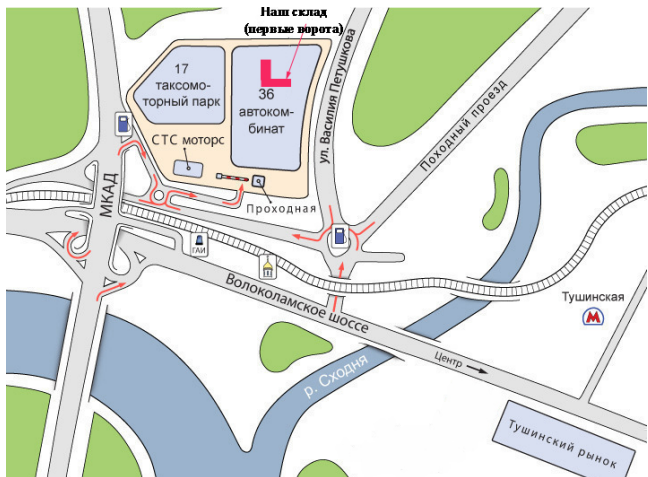 Наш склад
(первые ворота)
17
таксомо-
торный парк
36
автоком-
бинат
ул. Василия Петушкова
Походный проезд
СТС моторс
МКАД
Проходная
ГАИ
Волоколамское шоссе
Тушинская
М
Центр
р. Сходня
Тушинский рынок